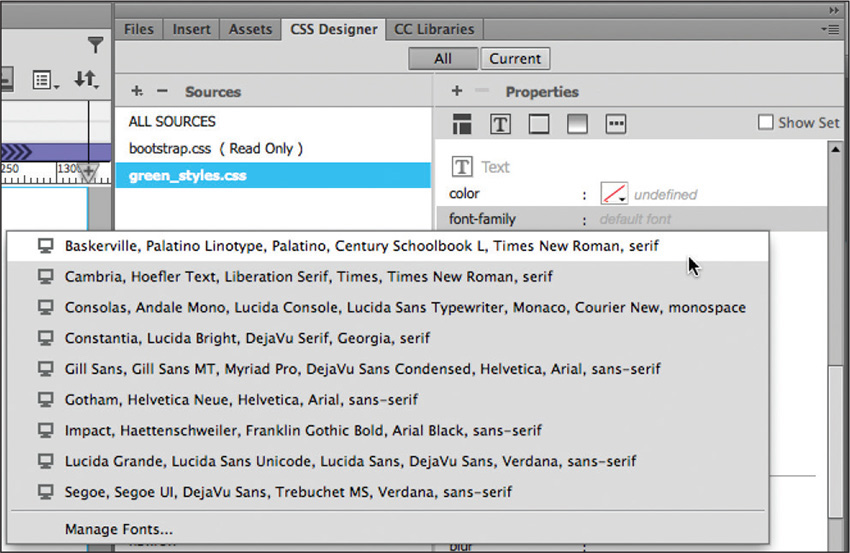 Files Insert Assets CSS Designer CC Libraries
All Current
Sources
Properties
ALL SOURCES
bootstrap.css ( Read Only )
green_styles.css
Show Set
T Text
color : undefined
font-family : default font
250 130
Baskerville, Palatino Linotype, Palatino, Century Schoolbook L, Times New Roman, serif
Cambria, Hoefler Text, Liberation Serif, Times, Times New Roman, serif
Consolas, Andale Mono, Lucida Console, Lucida Sans Typewriter, Monaco, Courier New, monospace
Constantia, Lucida Bright, DejaVu Serif, Georgia, serif
Gill Sans, Gill Sans MT, Myriad Pro, DejaVu Sans Condensed, Helvetica, Arial, sans-serif
Gotham, Helvetica Neue, Helvetica, Arial, sans-serif
Impact, Haettenschweiler, Franklin Gothic Bold, Arial Black, sans-serif
Lucida Grande, Lucida Sans Unicode, Lucida Sans, DejaVu Sans, Verdana, sans-serif
Segoe, Segoe UI, DejaVu Sans, Trebuchet MS, Verdana, sans-serif
Manage Fonts...
blur